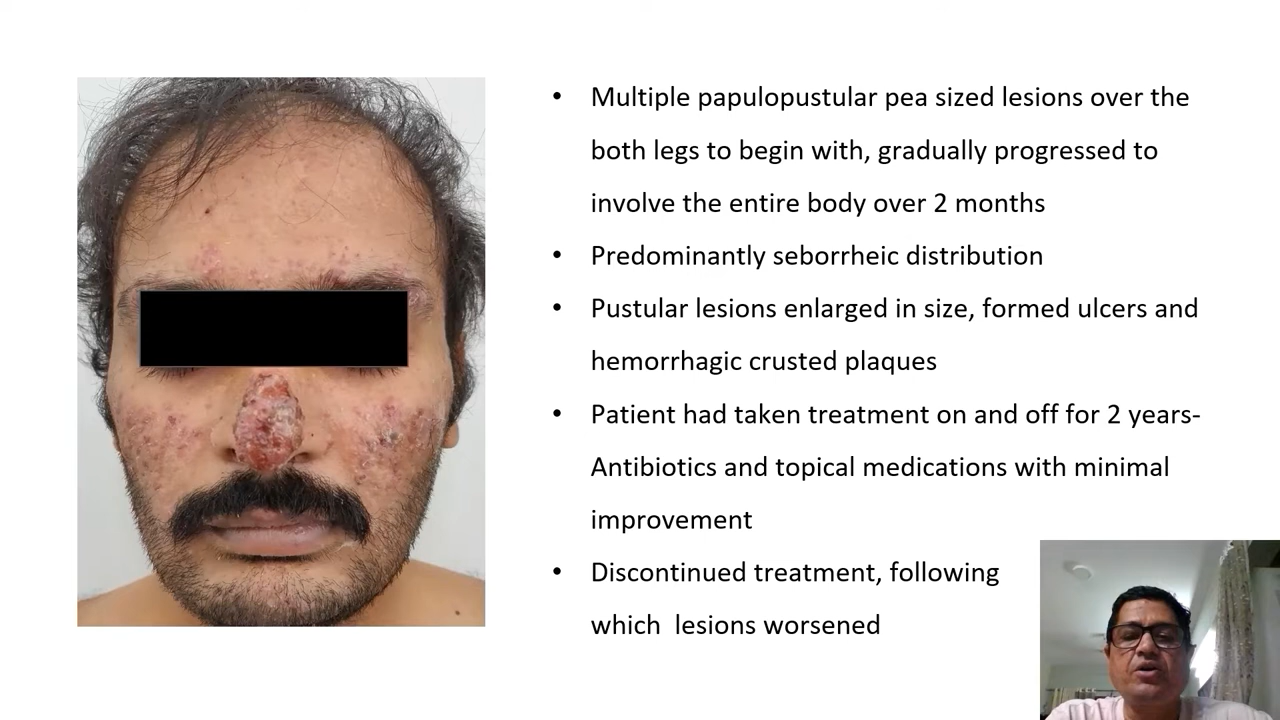 • Multiple papulopustular pea sized lesions over the
both legs to begin with, gradually progressed to
involve the entire body over 2 months
• Predominantly seborrheic distribution
• Pustular lesions enlarged in size, formed ulcers and
hemorrhagic crusted plaques
• Patient had taken treatment on and off for 2 years-
Antibiotics and topical medications with minimal
improvement
• Discontinued treatment, following
which  lesions worsened